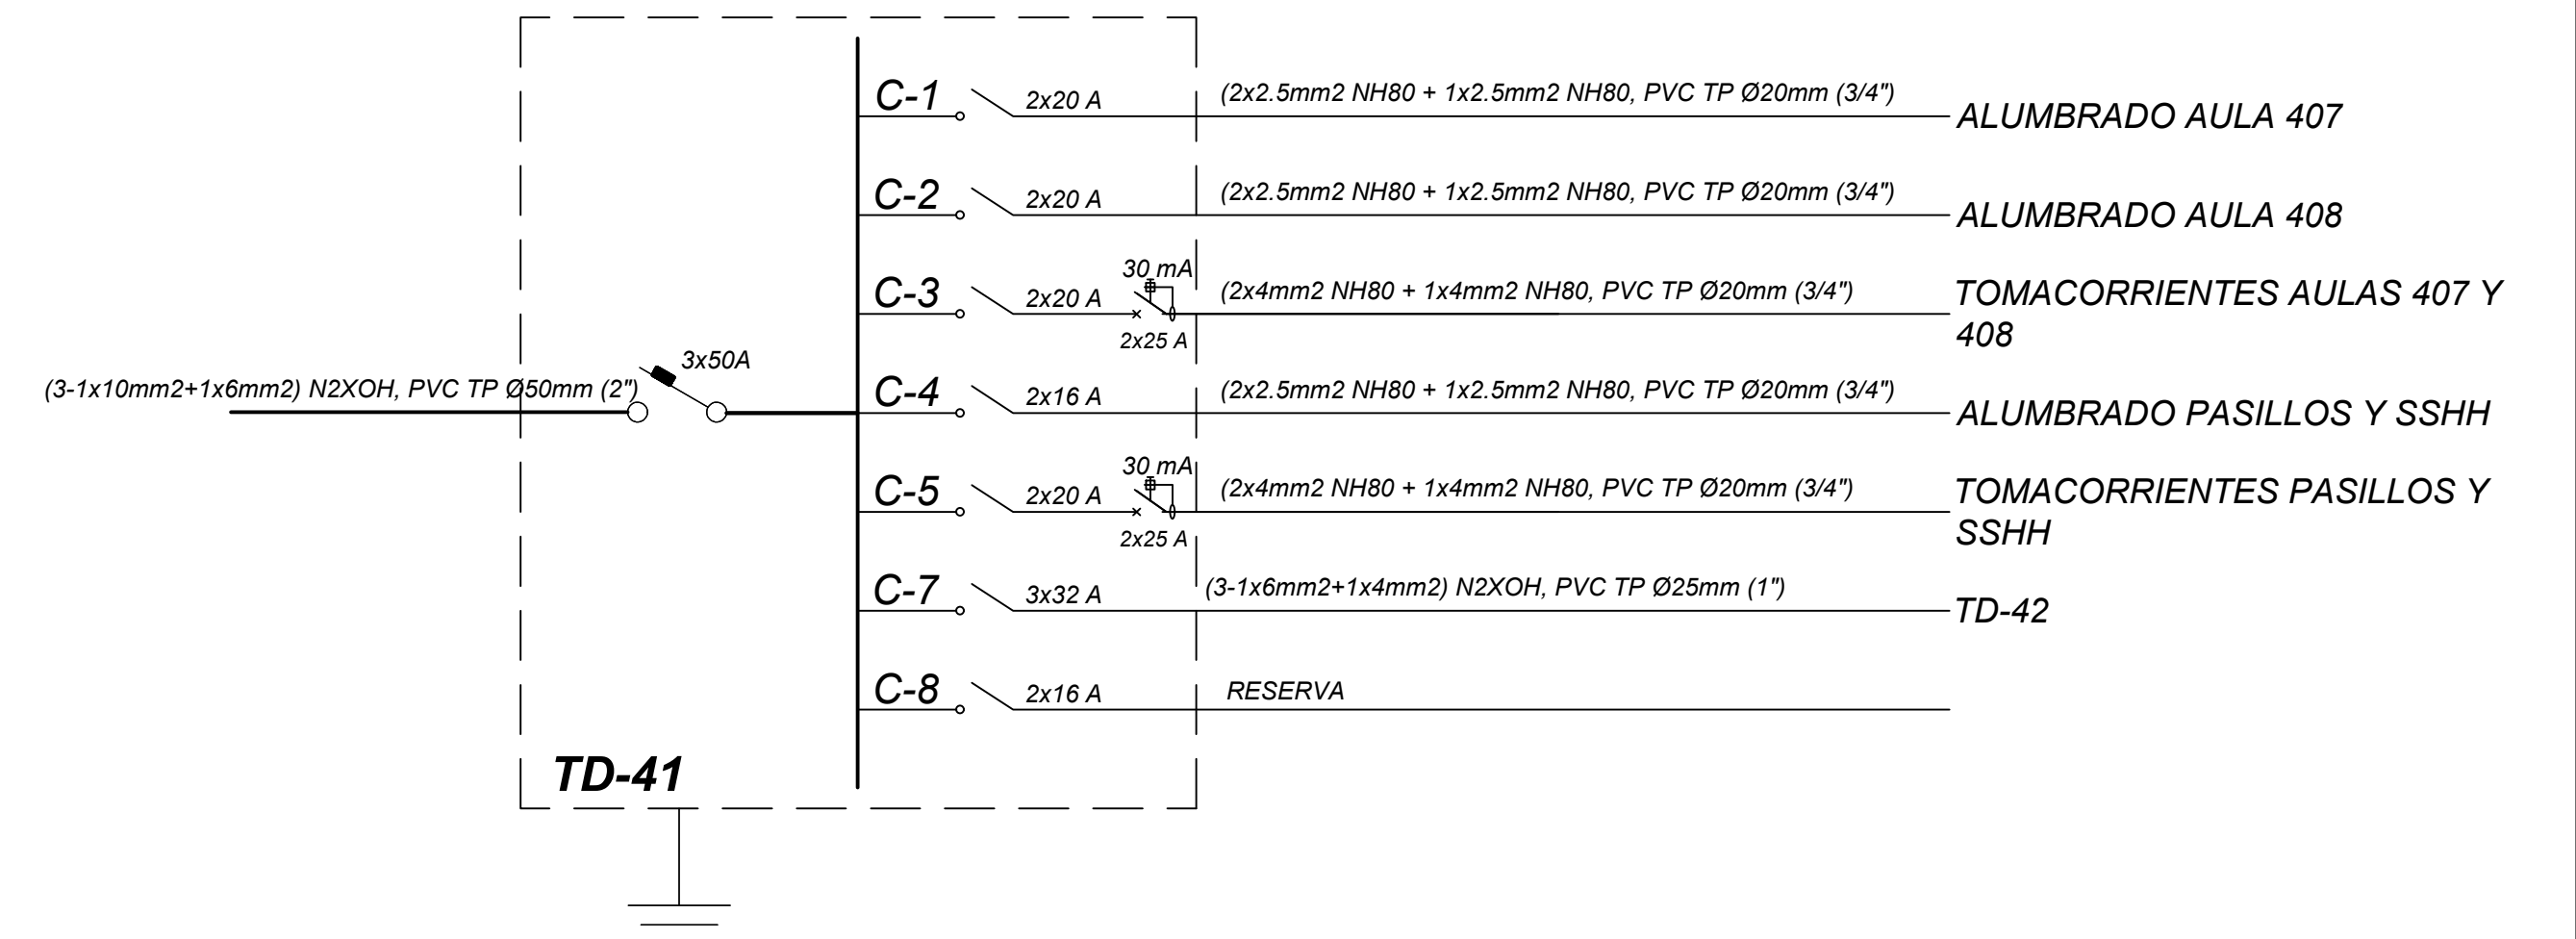 C-1 2x20 A (2x2.5mm2 NH80 + 1x2.5mm2 NH80, PVC TP Ø20mm (3/4") ALUMBRADO AULA 407
C-2 2x20 A (2x2.5mm2 NH80 + 1x2.5mm2 NH80, PVC TP Ø20mm (3/4") ALUMBRADO AULA 408
30 mA
C-3 2x20 A (2x4mm2 NH80 + 1x4mm2 NH80, PVC TP Ø20mm (3/4") TOMACORRIENTES AULAS 407 Y
408
2x25 A
3x50A
(3-1x10mm2+1x6mm2) N2XOH, PVC TP Ø50mm (2")
C-4 2x16 A (2x2.5mm2 NH80 + 1x2.5mm2 NH80, PVC TP Ø20mm (3/4") ALUMBRADO PASILLOS Y SSHH
30 mA
C-5 2x20 A (2x4mm2 NH80 + 1x4mm2 NH80, PVC TP Ø20mm (3/4") TOMACORRIENTES PASILLOS Y
SSHH
2x25 A
C-7 3x32 A (3-1x6mm2+1x4mm2) N2XOH, PVC TP Ø25mm (1") TD-42
C-8 2x16 A RESERVA
TD-41